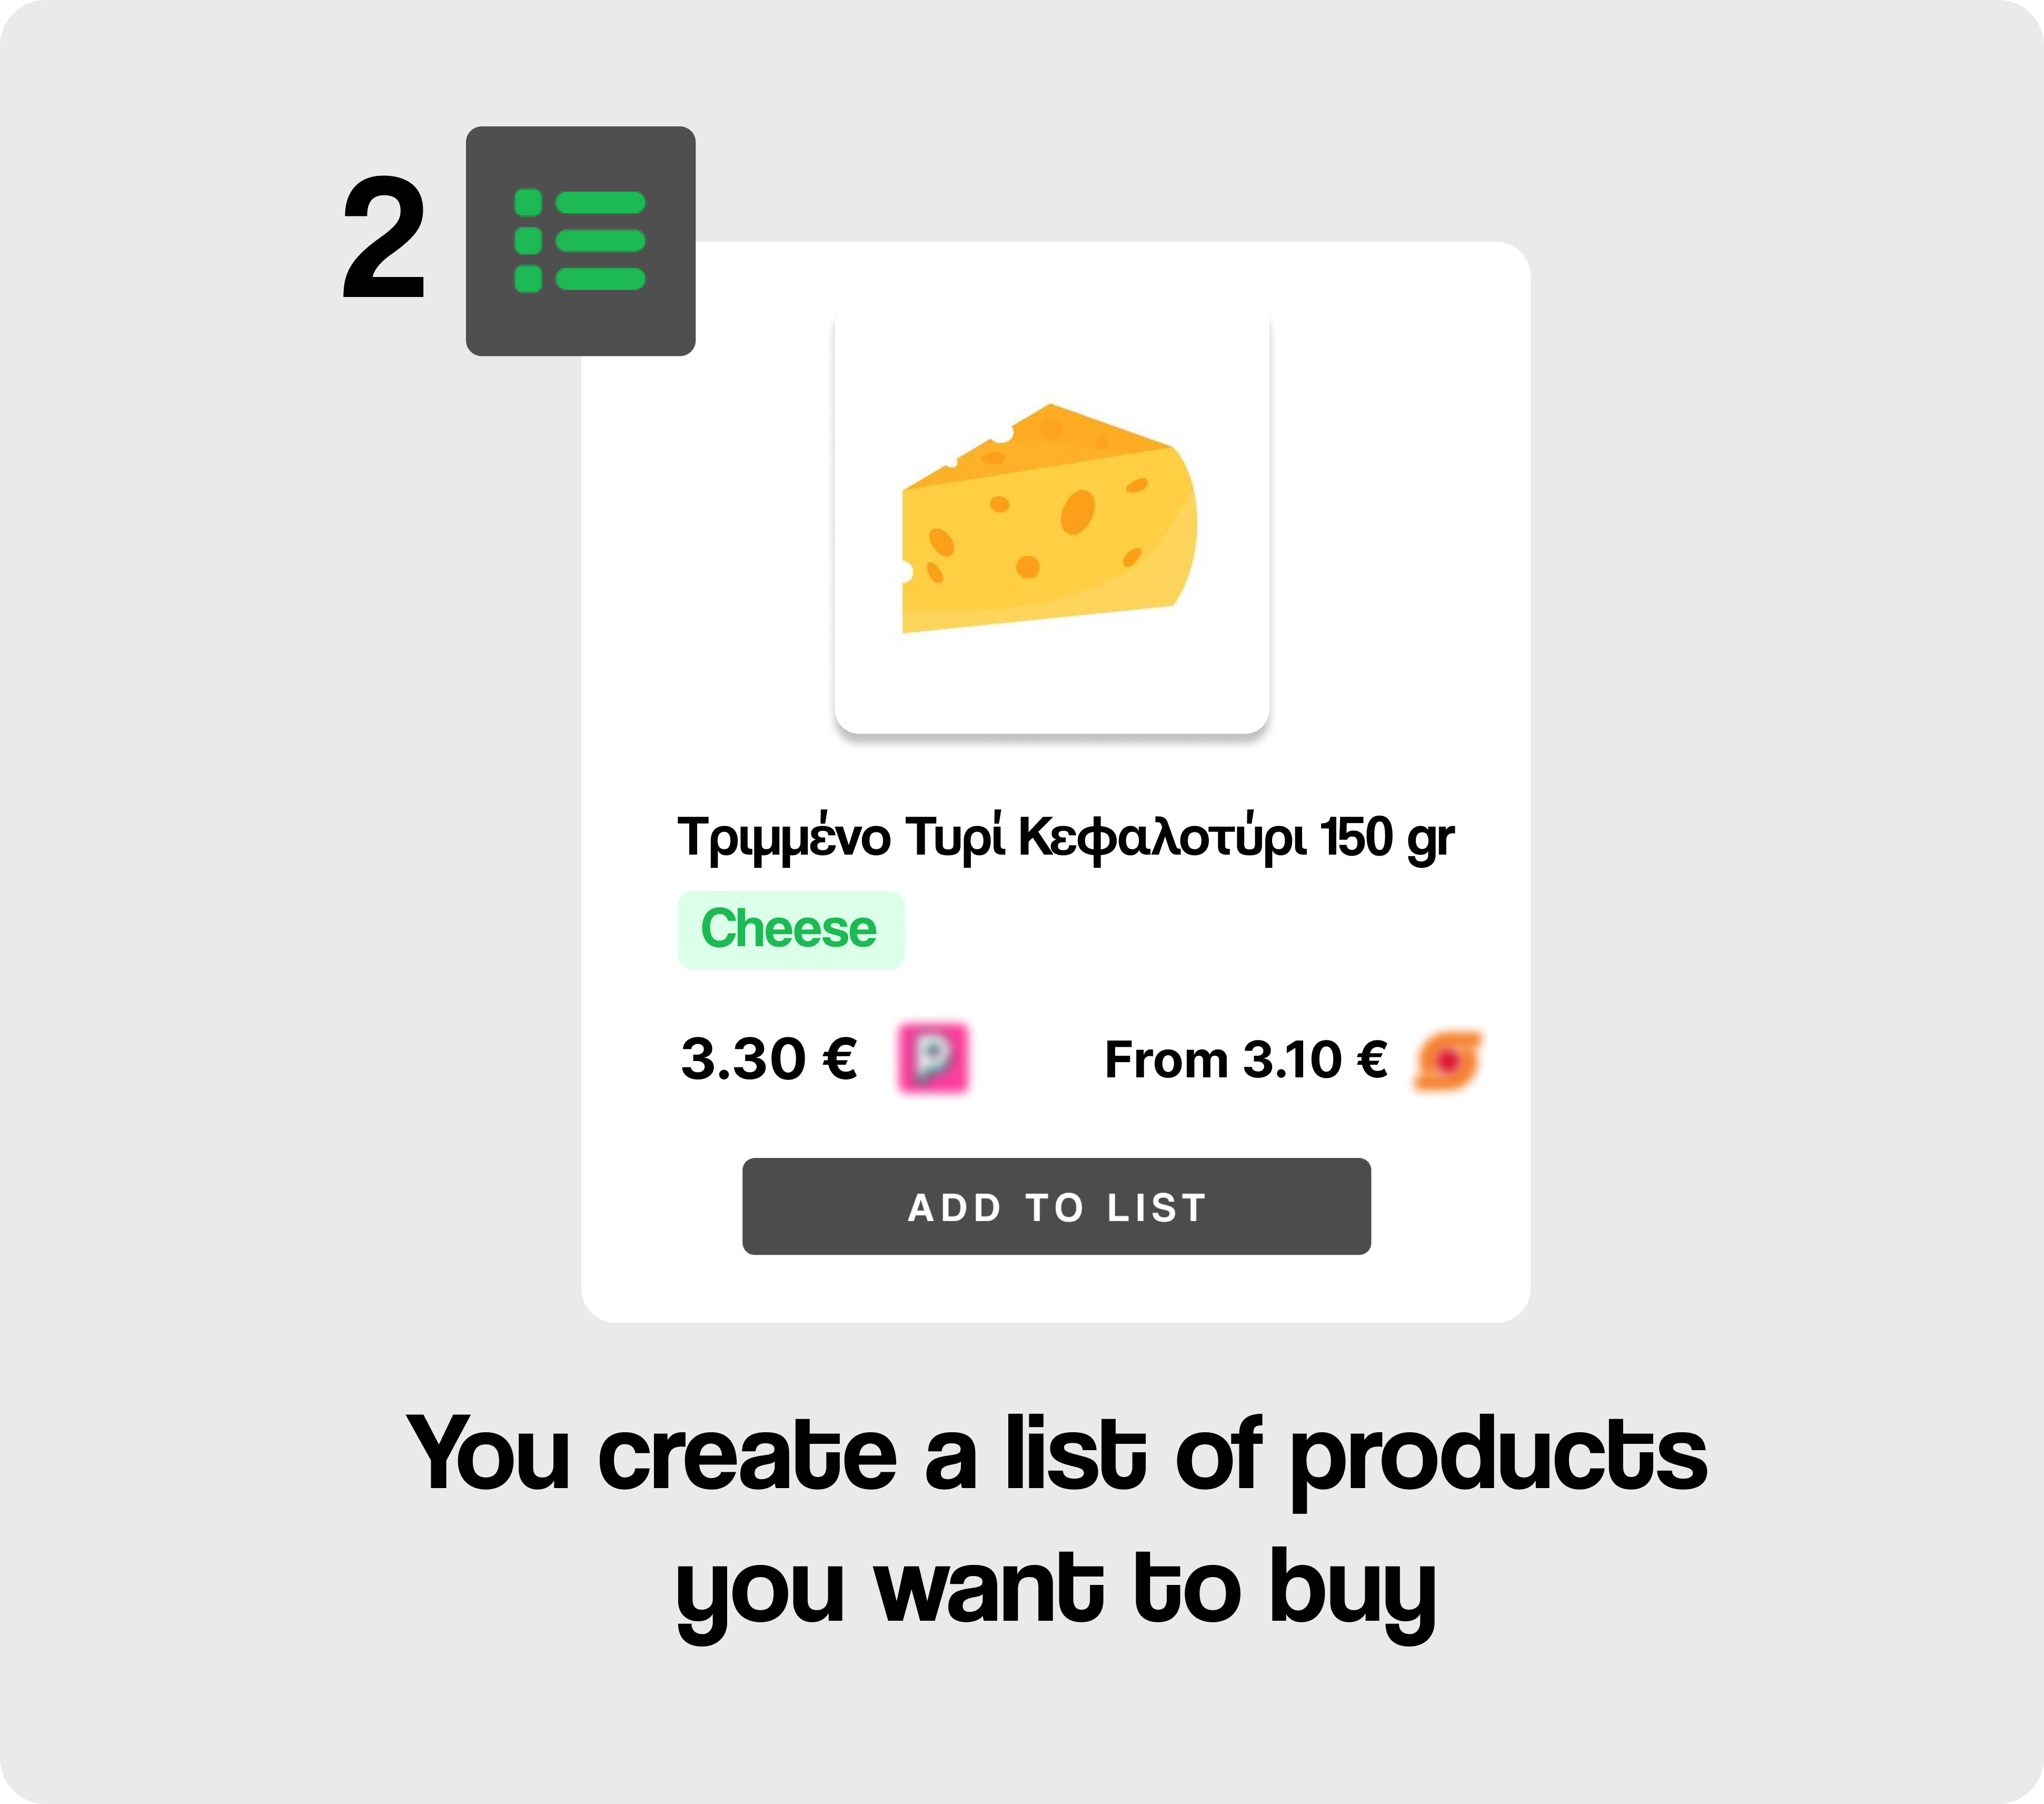 2
Τριμμένο Τυρί Κεφαλοτύρι 150 gr
Cheese
3.30 € P From 3.10 €
ADD TO LIST
You create a list of products
you want to buy